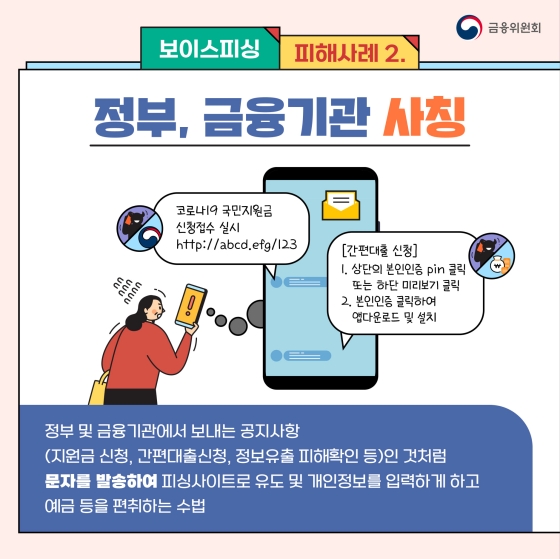 금융위원회
보이스피싱
피해사례 2.
정부, 금융기관 사칭
코로나19 국민지원금
신청접수 실시
http://abcd.efg/123
[간편대출 신청]
1. 상단의 본인인증 pin 클릭
또는 하단 미리보기 클릭
2. 본인인증 클릭하여
앱다운로드 및 설치
정부 및 금융기관에서 보내는 공지사항
(지원금 신청, 간편대출신청, 정보유출 피해확인 등)인 것처럼
문자를 발송하여 피싱사이트로 유도 및 개인정보를 입력하게 하고
예금 등을 편취하는 수법